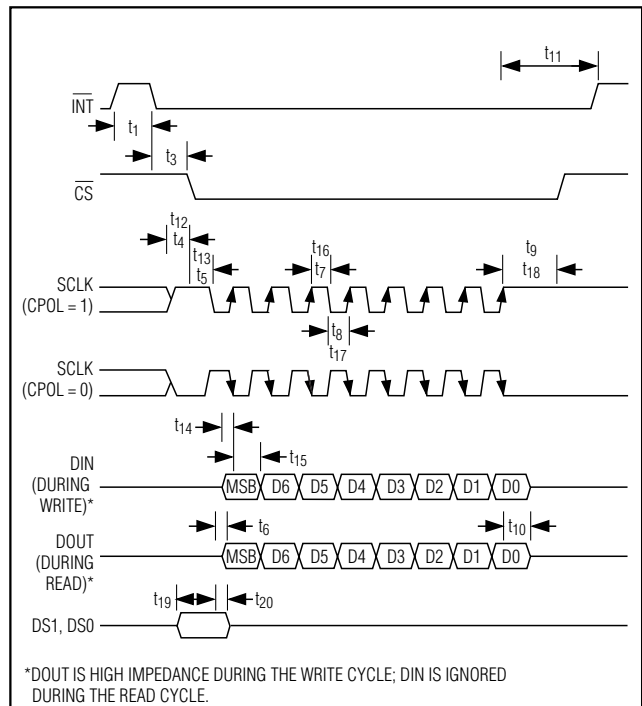 t11
INT
t1
t3
CS
t12
t4
t13
t5
t16
t7
t9
t18
SCLK
(CPOL = 1)
t8
t17
SCLK
(CPOL = 0)
t14
t15
DIN
(DURING
WRITE)*
MSB D6 D5 D4 D3 D2 D1 D0
t6
t10
DOUT
(DURING
READ)*
MSB D6 D5 D4 D3 D2 D1 D0
t19
t20
DS1, DS0
*DOUT IS HIGH IMPEDANCE DURING THE WRITE CYCLE; DIN IS IGNORED
DURING THE READ CYCLE.